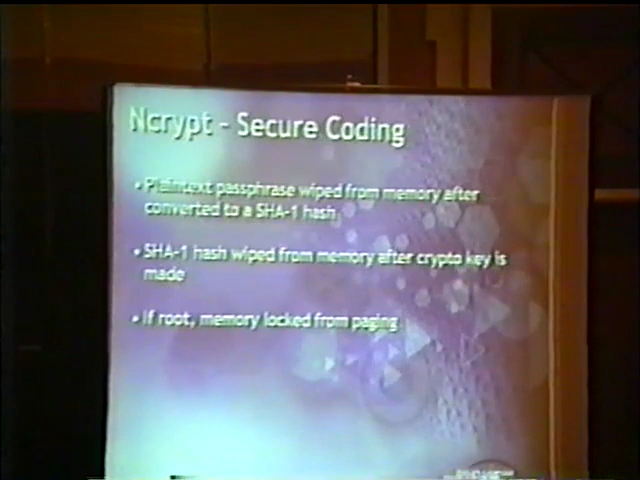 Ncrypt - Secure Coding
• Plaintext passphrase wiped from memory after
converted to a SHA-1 hash
• SHA-1 hash wiped from memory after crypto key is
made
• If root, memory locked from paging